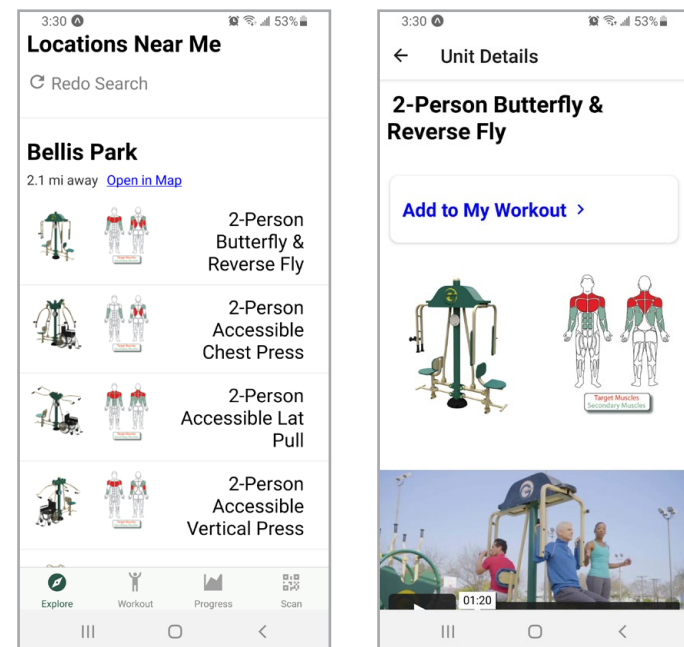 3:30
53%
Locations Near Me
Redo Search
Bellis Park
2.1 mi away Open in Map
2-Person
Butterfly &
Reverse Fly
2-Person
Accessible
Chest Press
2-Person
Accessible Lat
Pull
2-Person
Accessible
Vertical Press
Explore
Workout
Progress
Scan
3:30
53%
Unit Details
2-Person Butterfly &
Reverse Fly
Add to My Workout
Target Muscles
Secondary Muscles
01:20